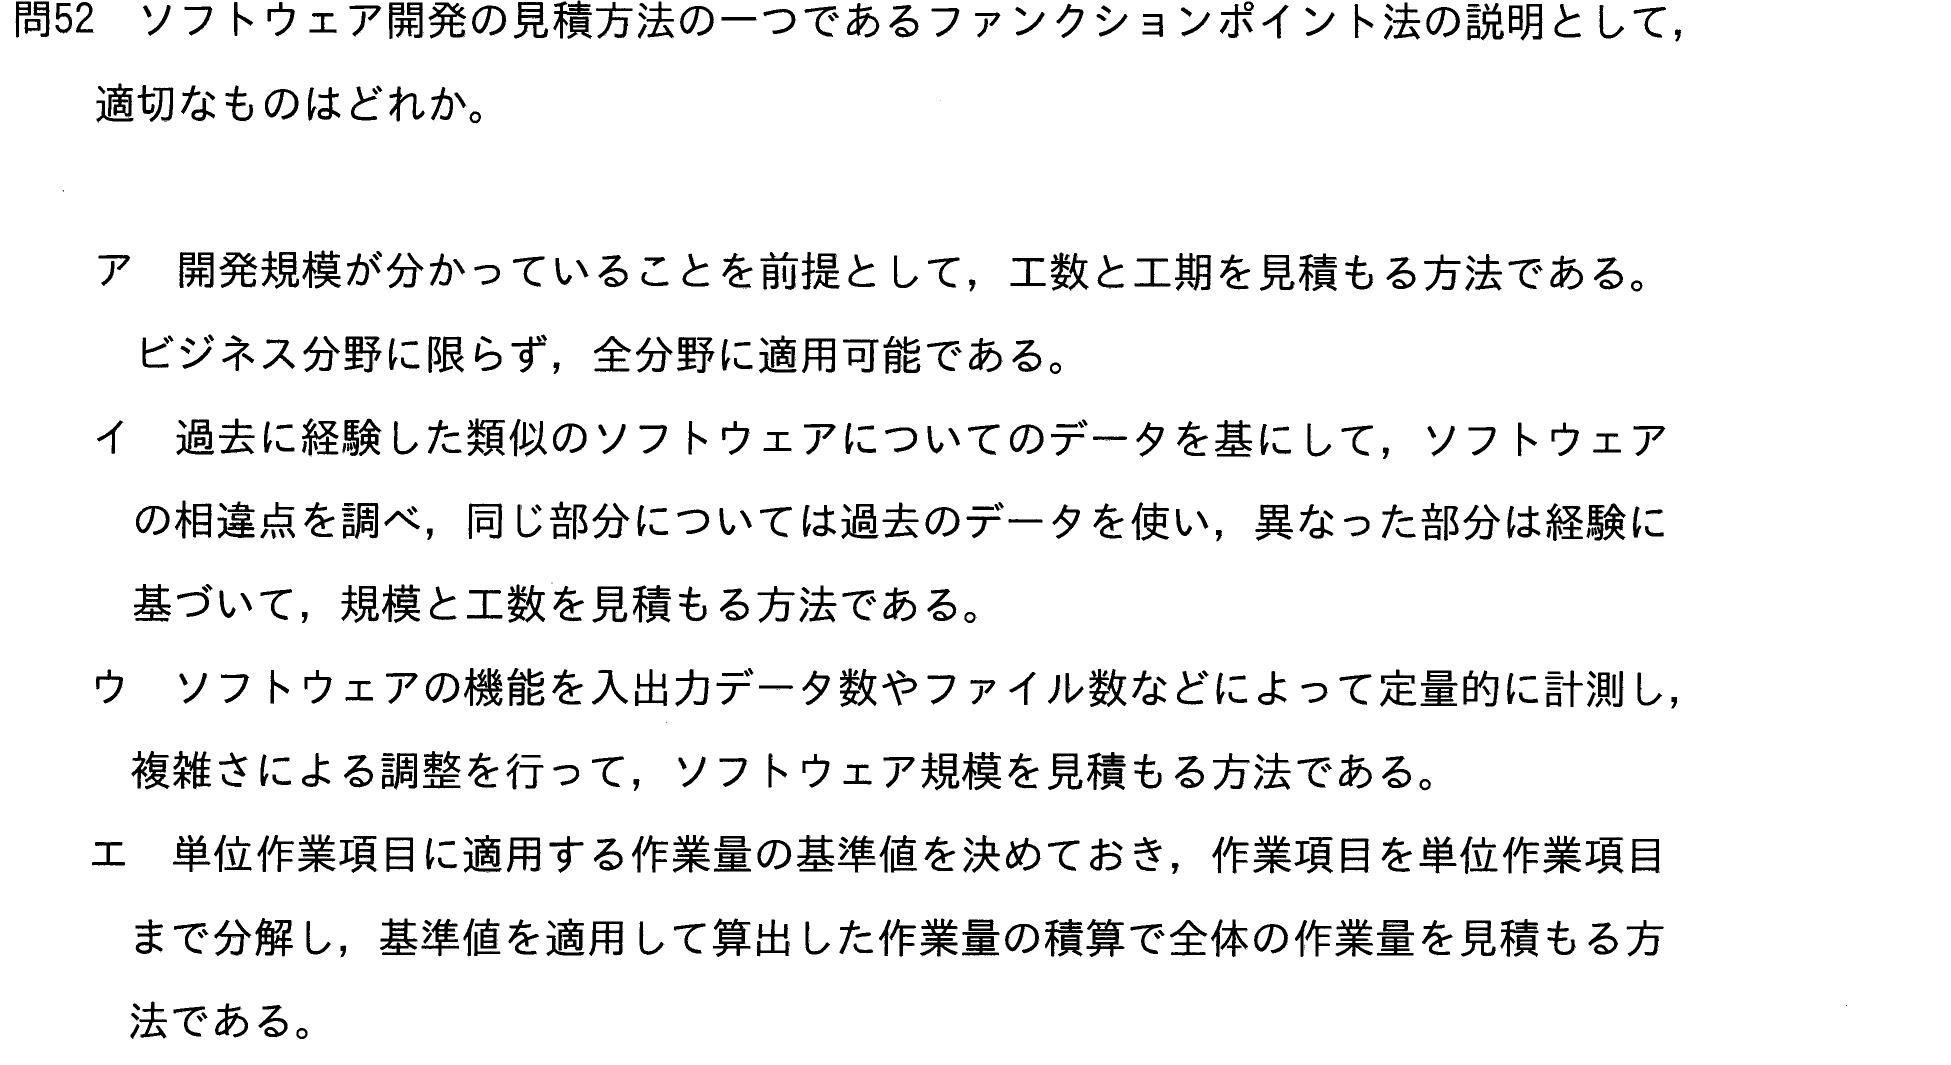 問52 ソフトウェア開発の見積方法の一つであるファンクションポイント法の説明として，
適切なものはどれか。
ア 開発規模が分かっていることを前提として，工数と工期を見積もる方法である。
ビジネス分野に限らず，全分野に適用可能である。
イ 過去に経験した類似のソフトウェアについてのデータを基にして，ソフトウェア
の相違点を調べ，同じ部分については過去のデータを使い，異なった部分は経験に
基づいて，規模と工数を見積もる方法である。
ウ ソフトウェアの機能を入出力データ数やファイル数などによって定量的に計測し，
複雑さによる調整を行って，ソフトウェア規模を見積もる方法である。
エ 単位作業項目に適用する作業量の基準値を決めておき，作業項目を単位作業項目
まで分解し，基準値を適用して算出した作業量の積算で全体の作業量を見積もる方
法である。